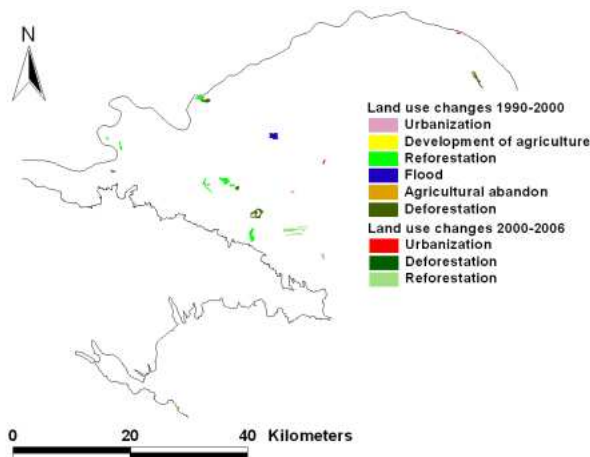 N
Land use changes 1990-2000
Urbanization
Development of agriculture
Reforestation
Flood
Agricultural abandon
Deforestation
Land use changes 2000-2006
Urbanization
Deforestation
Reforestation
0 20 40 Kilometers